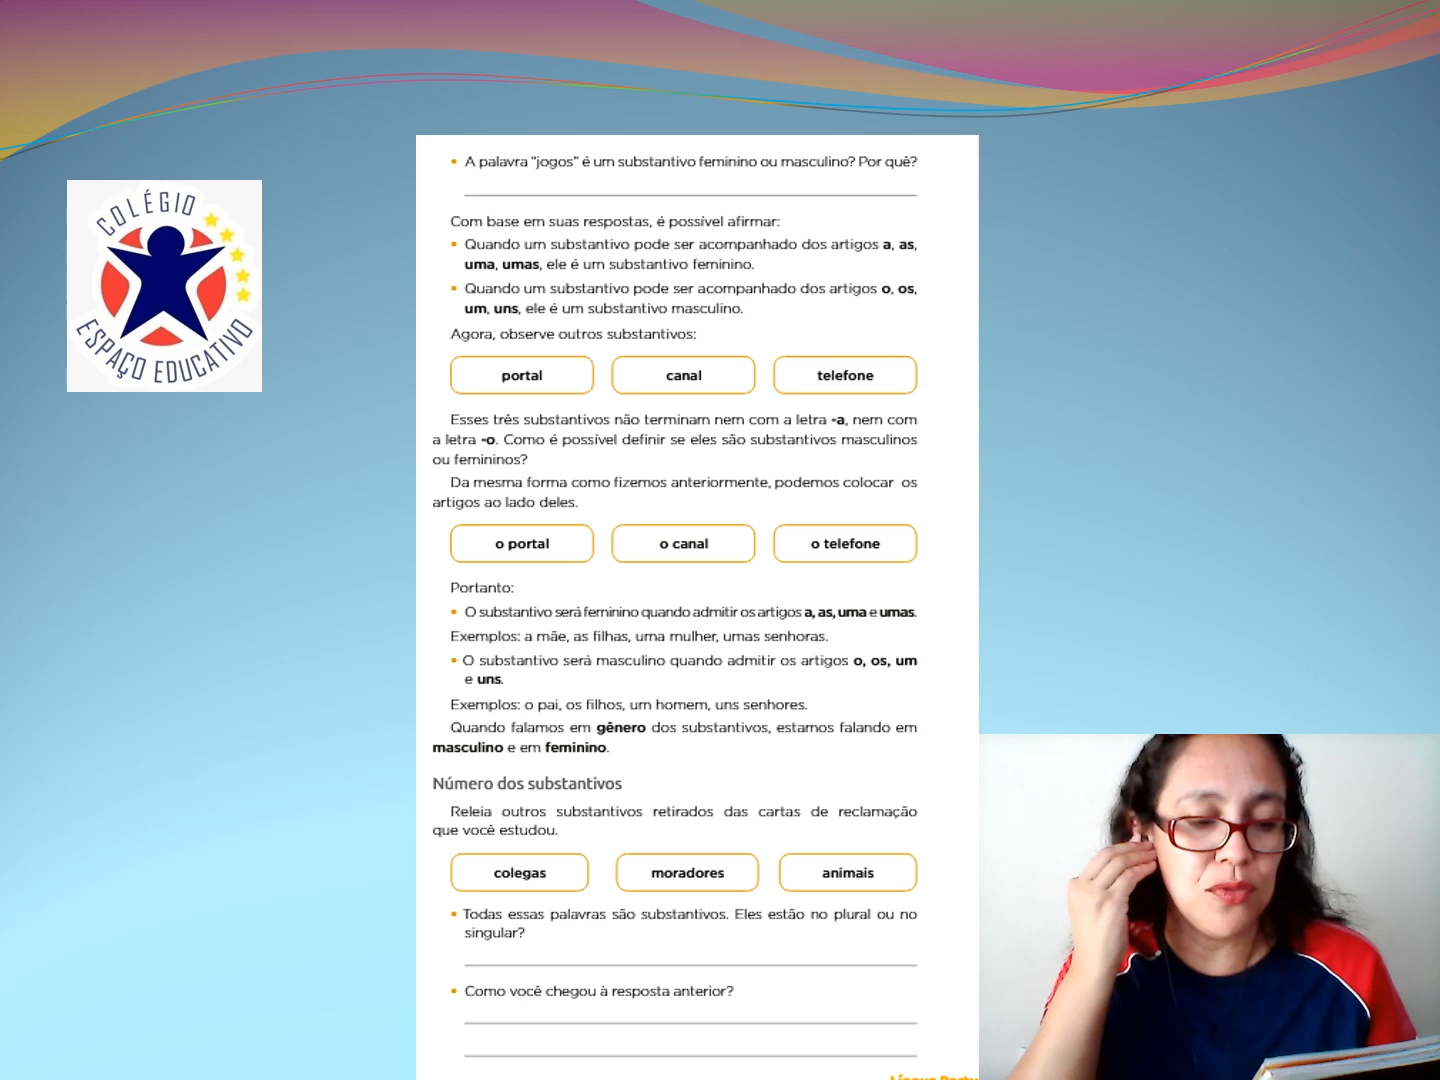 COLÉGIO
ESPAÇO EDUCATIVO
• A palavra "jogos" é um substantivo feminino ou masculino? Por quê?
Com base em suas respostas, é possível afirmar:
• Quando um substantivo pode ser acompanhado dos artigos a, as,
uma, umas, ele é um substantivo feminino.
• Quando um substantivo pode ser acompanhado dos artigos o, os,
um, uns, ele é um substantivo masculino.
Agora, observe outros substantivos:
portal canal telefone
Esses três substantivos não terminam nem com a letra -a, nem com
a letra -o. Como é possível definir se eles são substantivos masculinos
ou femininos?
Da mesma forma como fizemos anteriormente, podemos colocar os
artigos ao lado deles.
o portal o canal o telefone
Portanto:
• O substantivo será feminino quando admitir os artigos a, as, uma e umas.
Exemplos: a mãe, as filhas, uma mulher, umas senhoras.
• O substantivo será masculino quando admitir os artigos o, os, um
e uns.
Exemplos: o pai, os filhos, um homem, uns senhores.
Quando falamos em gênero dos substantivos, estamos falando em
masculino e em feminino.
Número dos substantivos
Releia outros substantivos retirados das cartas de reclamação
que você estudou.
colegas moradores animais
• Todas essas palavras são substantivos. Eles estão no plural ou no
singular?
• Como você chegou à resposta anterior?